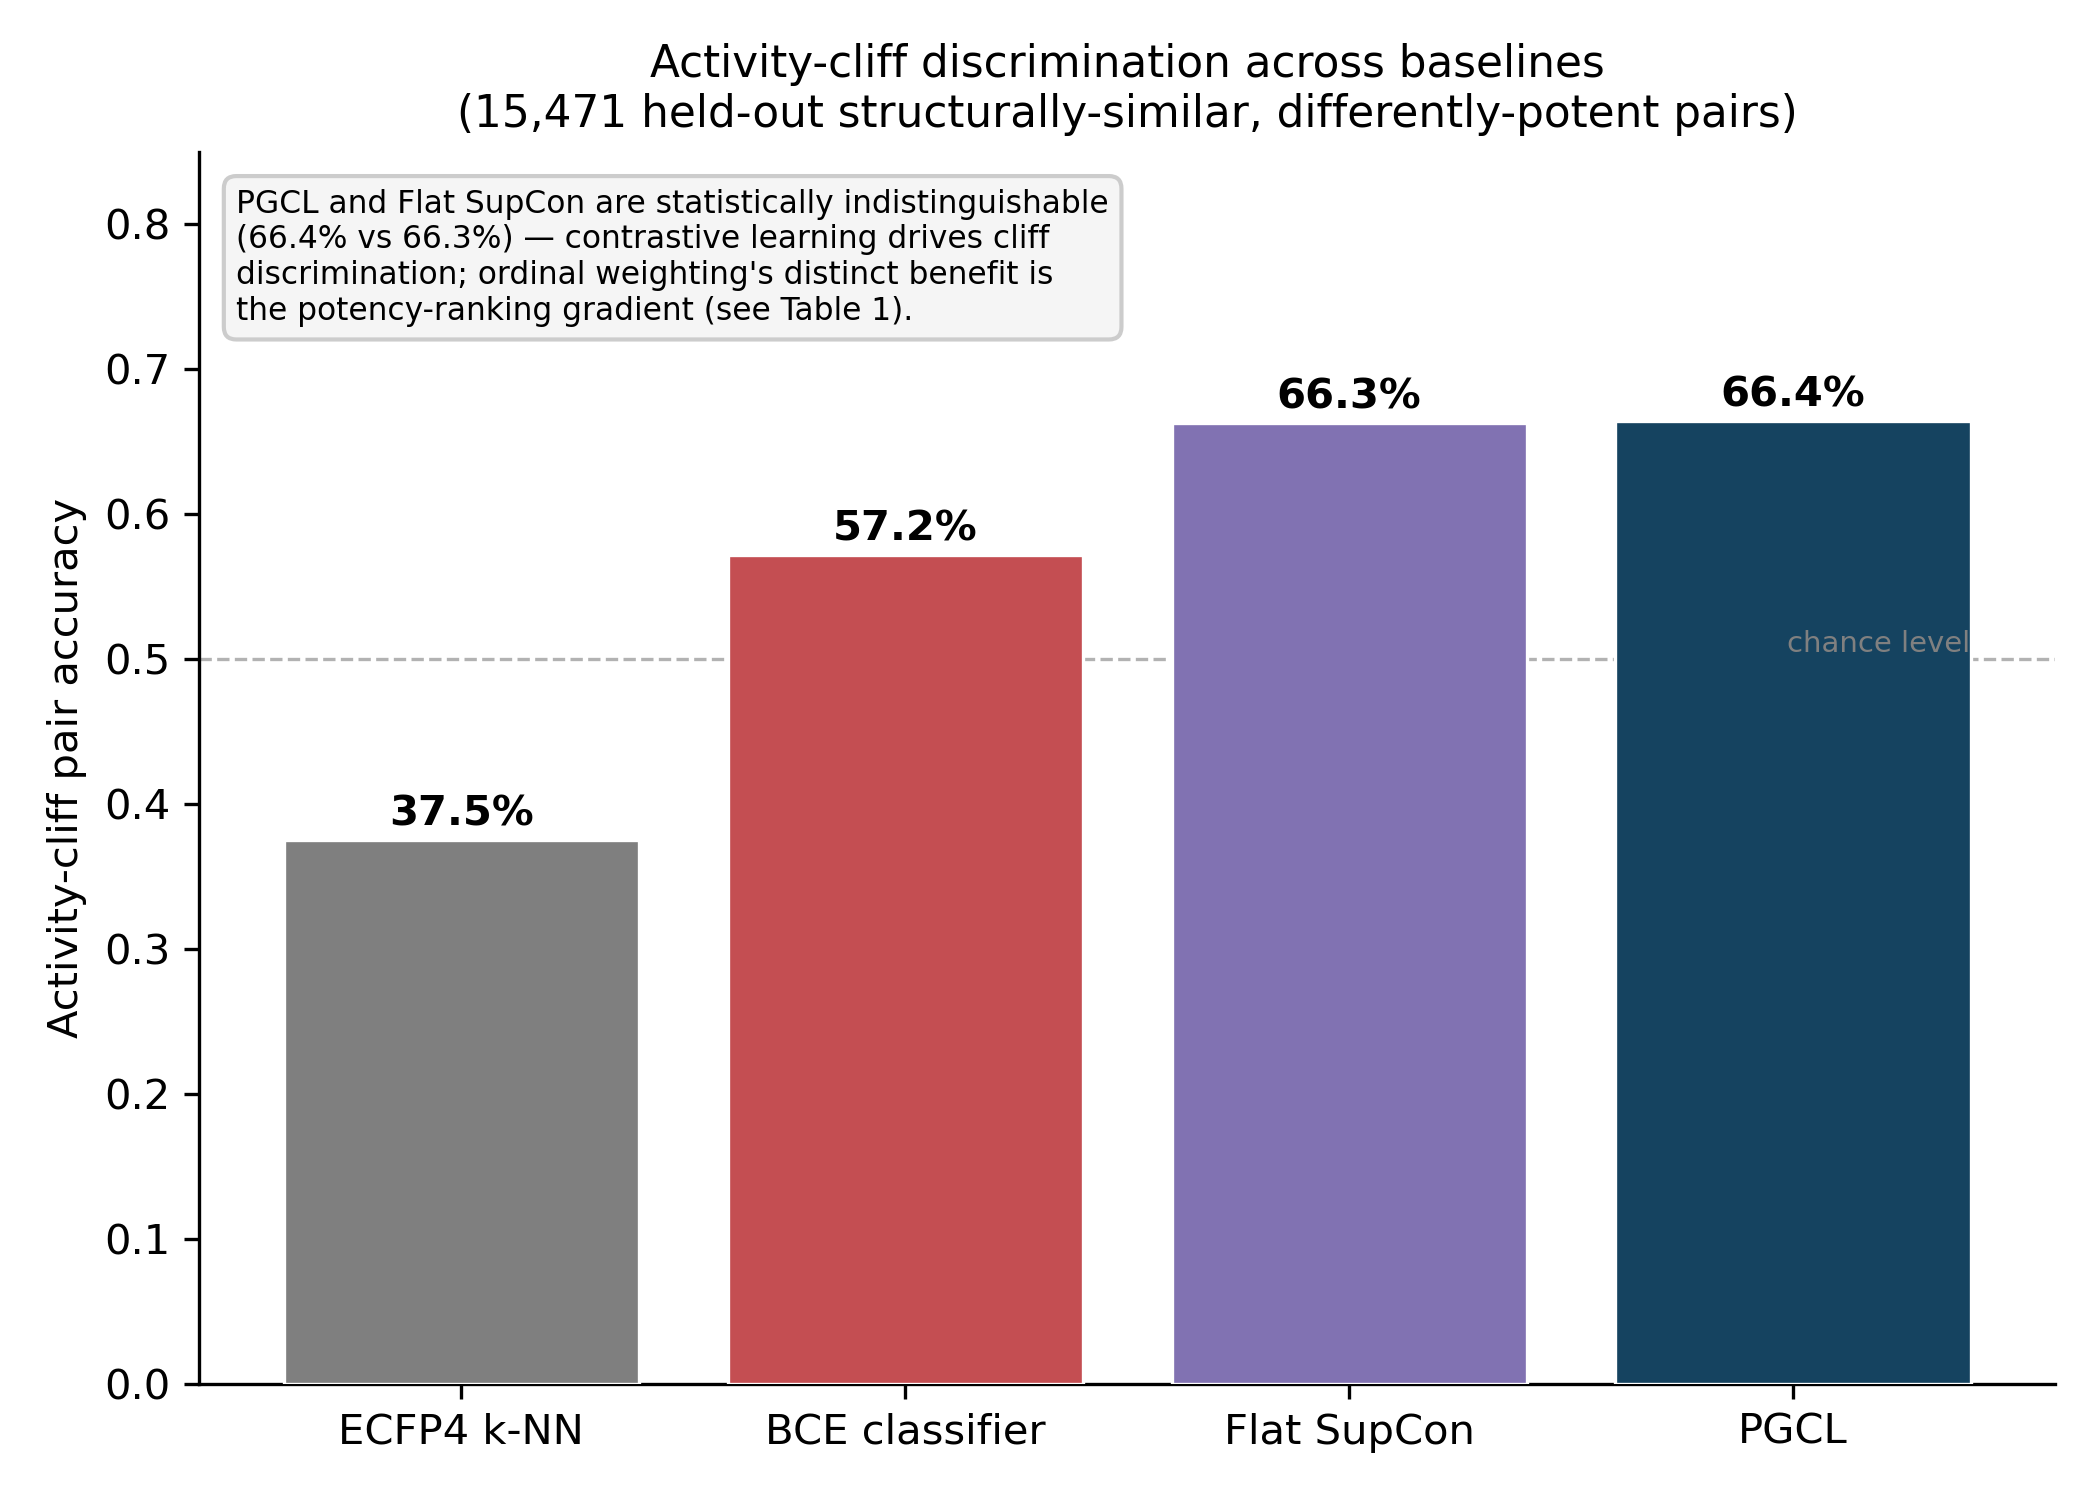 Activity-cliff discrimination across baselines
(15,471 held-out structurally-similar, differently-potent pairs)
PGCL and Flat SupCon are statistically indistinguishable
(66.4% vs 66.3%) — contrastive learning drives cliff
discrimination; ordinal weighting's distinct benefit is
the potency-ranking gradient (see Table 1).
Activity-cliff pair accuracy
0.8
0.7
0.6
0.5
0.4
0.3
0.2
0.1
0.0
37.5%
57.2%
66.3%
66.4%
chance level
ECFP4 k-NN
BCE classifier
Flat SupCon
PGCL